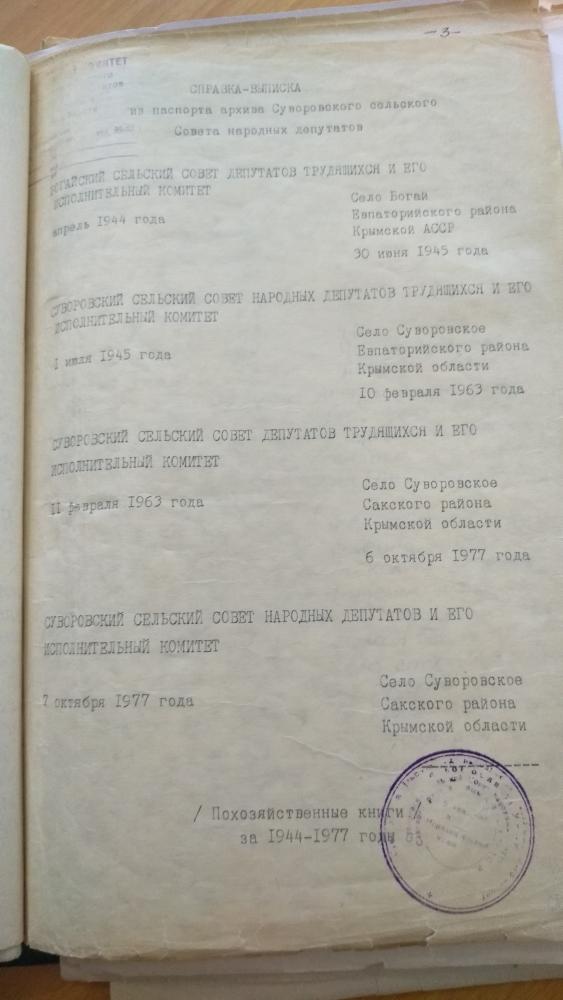 -3-
СПРАВКА-ВЫПИСКА
из паспорта архива Суворовского сельского
Совета народных депутатов
БОГАЙСКИЙ СЕЛЬСКИЙ СОВЕТ ДЕПУТАТОВ ТРУДЯЩИХСЯ И ЕГО
ИСПОЛНИТЕЛЬНЫЙ КОМИТЕТ
Село Богай
апрель 1944 года
Евпаторийского района
Крымской АССР
30 июня 1945 года
СУВОРОВСКИЙ СЕЛЬСКИЙ СОВЕТ НАРОДНЫХ ДЕПУТАТОВ ТРУДЯЩИХСЯ И ЕГО
ИСПОЛНИТЕЛЬНЫЙ КОМИТЕТ
Село Суворовское
I июля 1945 года
Евпаторийского района
Крымской области
10 февраля 1963 года
СУВОРОВСКИЙ СЕЛЬСКИЙ СОВЕТ ДЕПУТАТОВ ТРУДЯЩИХСЯ И ЕГО
ИСПОЛНИТЕЛЬНЫЙ КОМИТЕТ
Село Суворовское
II февраля 1963 года
Сакского района
Крымской области
6 октября 1977 года
СУВОРОВСКИЙ СЕЛЬСКИЙ СОВЕТ НАРОДНЫХ ДЕПУТАТОВ И ЕГО
ИСПОЛНИТЕЛЬНЫЙ КОМИТЕТ
Село Суворовское
7 октября 1977 года
Сакского района
Крымской области
/ Похозяйственные книги /
за 1944-1977 годы